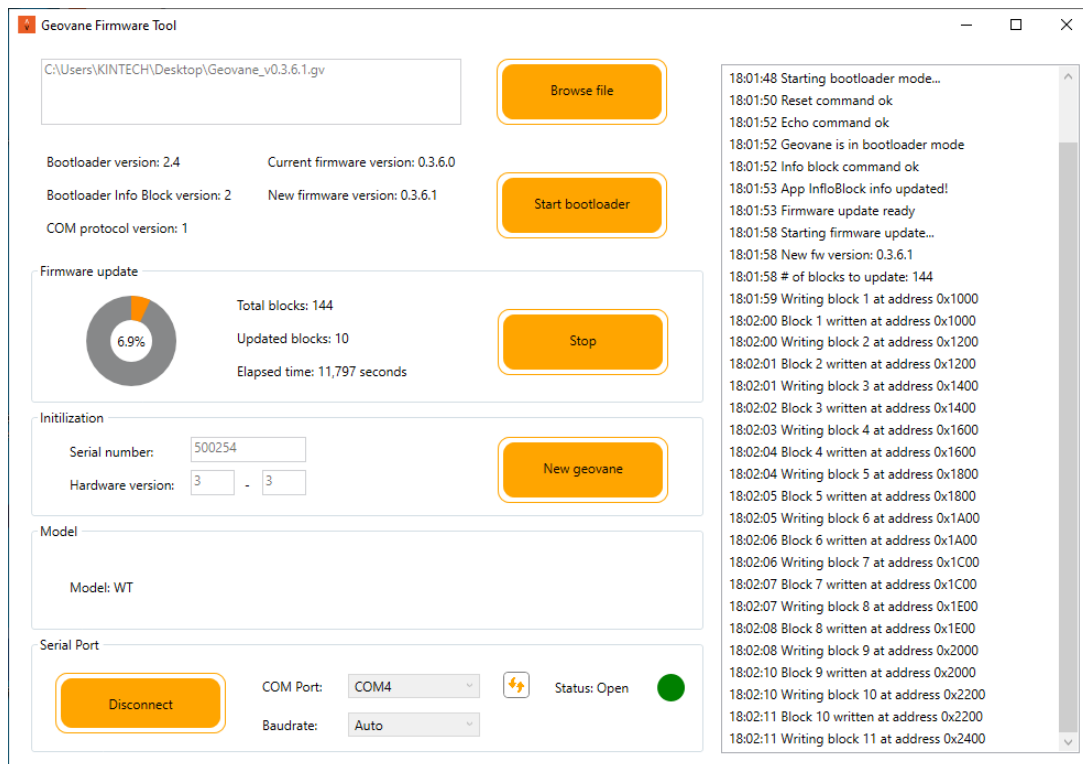 Geovane Firmware Tool
C:\Users\KINTECH\Desktop\Geovane_v0.3.6.1.gv
Browse file
Bootloader version: 2.4
Current firmware version: 0.3.6.0
Bootloader Info Block version: 2
New firmware version: 0.3.6.1
COM protocol version: 1
Start bootloader
Firmware update
6.9%
Total blocks: 144
Updated blocks: 10
Elapsed time: 11,797 seconds
Stop
Initilization
Serial number:
500254
Hardware version:
3
-
3
New geovane
Model
Model: WT
Serial Port
Disconnect
COM Port:
COM4
Status: Open
Baudrate:
Auto
18:01:48 Starting bootloader mode...
18:01:50 Reset command ok
18:01:52 Echo command ok
18:01:52 Geovane is in bootloader mode
18:01:52 Info block command ok
18:01:53 App InfloBlock info updated!
18:01:53 Firmware update ready
18:01:58 Starting firmware update...
18:01:58 New fw version: 0.3.6.1
18:01:58 # of blocks to update: 144
18:01:59 Writing block 1 at address 0x1000
18:02:00 Block 1 written at address 0x1000
18:02:00 Writing block 2 at address 0x1200
18:02:01 Block 2 written at address 0x1200
18:02:01 Writing block 3 at address 0x1400
18:02:02 Block 3 written at address 0x1400
18:02:03 Writing block 4 at address 0x1600
18:02:04 Block 4 written at address 0x1600
18:02:04 Writing block 5 at address 0x1800
18:02:05 Block 5 written at address 0x1800
18:02:05 Writing block 6 at address 0x1A00
18:02:06 Block 6 written at address 0x1A00
18:02:06 Writing block 7 at address 0x1C00
18:02:07 Block 7 written at address 0x1C00
18:02:07 Writing block 8 at address 0x1E00
18:02:08 Block 8 written at address 0x1E00
18:02:08 Writing block 9 at address 0x2000
18:02:10 Block 9 written at address 0x2000
18:02:10 Writing block 10 at address 0x2200
18:02:11 Block 10 written at address 0x2200
18:02:11 Writing block 11 at address 0x2400